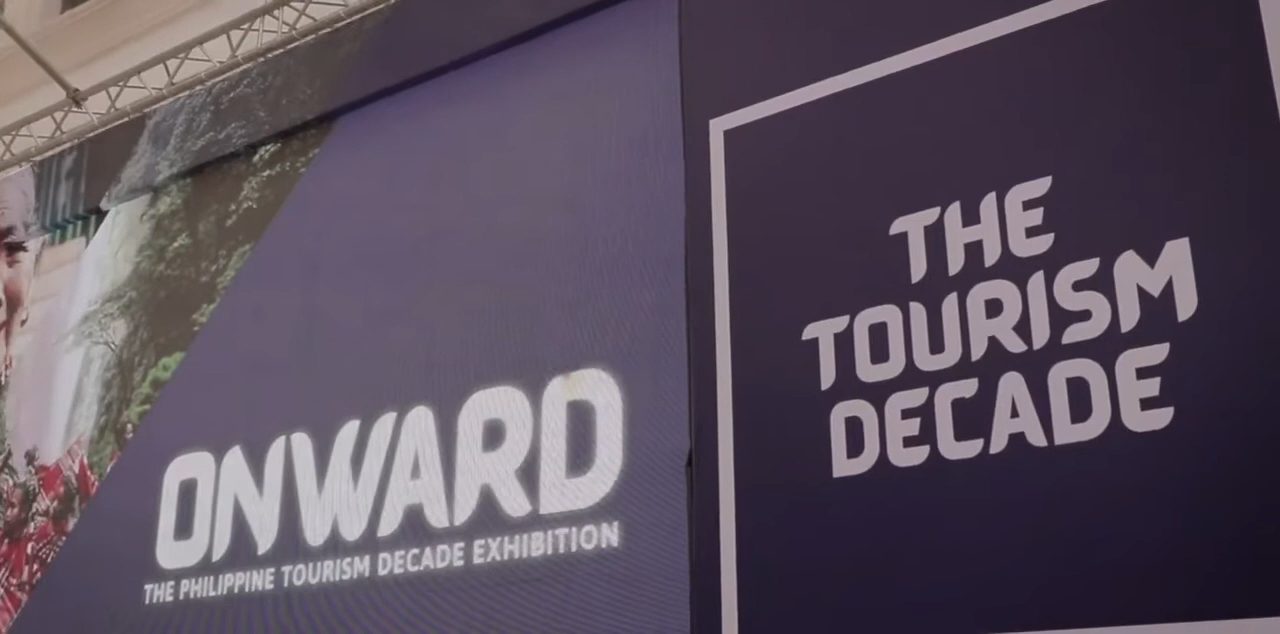 ONWARD
THE PHILIPPINE TOURISM DECADE EXHIBITION
THE
TOURISM
DECADE